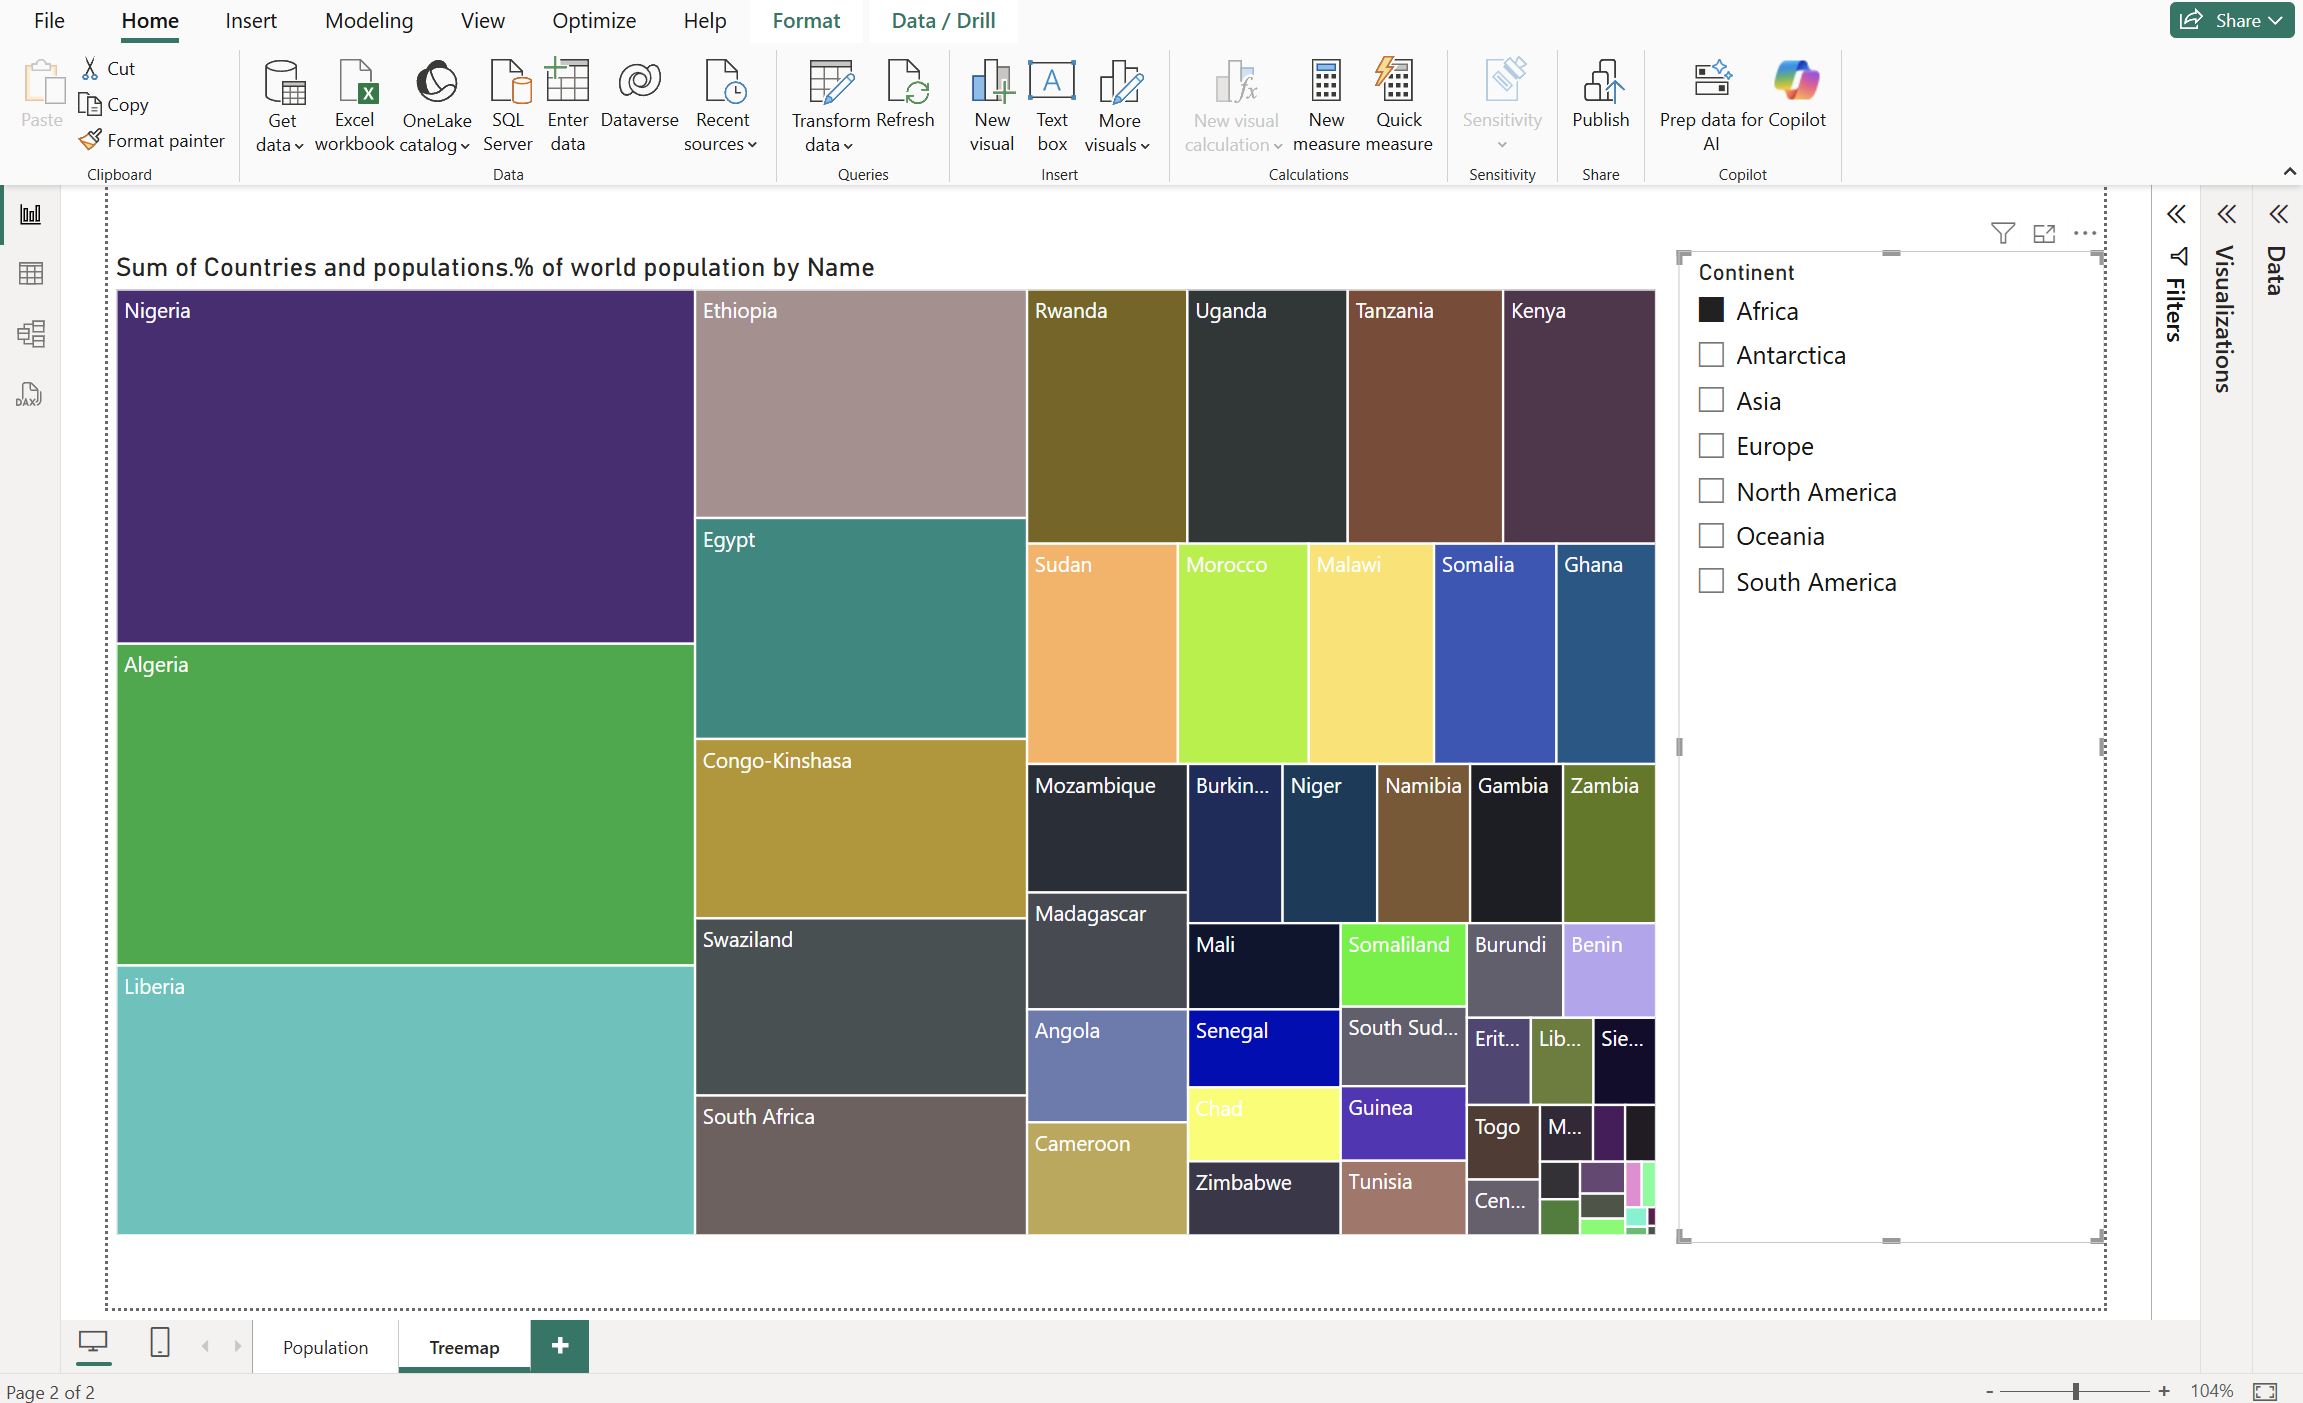 File Home Insert Modeling View Optimize Help Format Data / Drill Share
Paste
Cut
Copy
Format painter
Clipboard
Get data
Excel workbook
OneLake catalog
SQL Server
Enter data
Dataverse
Recent sources
Data
Transform data
Refresh
Queries
New visual
Text box
More visuals
Insert
New visual calculation
New measure
Quick measure
Calculations
Sensitivity
Sensitivity
Publish
Share
Prep data for AI
Copilot
Copilot
DAX
Sum of Countries and populations.% of world population by Name
Nigeria
Algeria
Liberia
Ethiopia
Egypt
Congo-Kinshasa
Swaziland
South Africa
Rwanda
Uganda
Tanzania
Kenya
Sudan
Morocco
Malawi
Somalia
Ghana
Mozambique
Madagascar
Angola
Cameroon
Burkin...
Niger
Namibia
Gambia
Zambia
Mali
Senegal
Chad
Zimbabwe
Somaliland
South Sud...
Guinea
Tunisia
Burundi
Benin
Erit...
Lib...
Sie...
Togo
M...
Cen...
Continent
Africa
Antarctica
Asia
Europe
North America
Oceania
South America
Filters
Visualizations
Data
Population
Treemap
Page 2 of 2
- + 104%